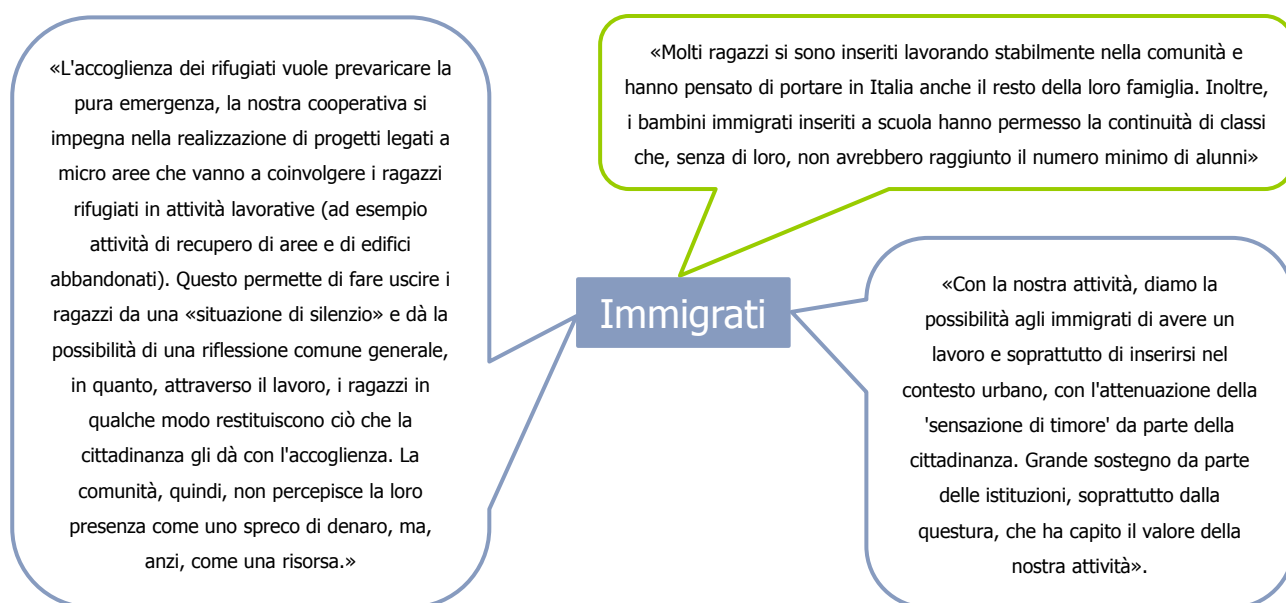 «L'accoglienza dei rifugiati vuole prevaricare la
pura emergenza, la nostra cooperativa si
impegna nella realizzazione di progetti legati a
micro aree che vanno a coinvolgere i ragazzi
rifugiati in attività lavorative (ad esempio
attività di recupero di aree e di edifici
abbandonati). Questo permette di fare uscire i
ragazzi da una «situazione di silenzio» e dà la
possibilità di una riflessione comune generale,
in quanto, attraverso il lavoro, i ragazzi in
qualche modo restituiscono ciò che la
cittadinanza gli dà con l'accoglienza. La
comunità, quindi, non percepisce la loro
presenza come uno spreco di denaro, ma,
anzi, come una risorsa.»
«Molti ragazzi si sono inseriti lavorando stabilmente nella comunità e
hanno pensato di portare in Italia anche il resto della loro famiglia. Inoltre,
i bambini immigrati inseriti a scuola hanno permesso la continuità di classi
che, senza di loro, non avrebbero raggiunto il numero minimo di alunni»
Immigrati
«Con la nostra attività, diamo la
possibilità agli immigrati di avere un
lavoro e soprattutto di inserirsi nel
contesto urbano, con l'attenuazione della
'sensazione di timore' da parte della
cittadinanza. Grande sostegno da parte
delle istituzioni, soprattutto dalla
questura, che ha capito il valore della
nostra attività».